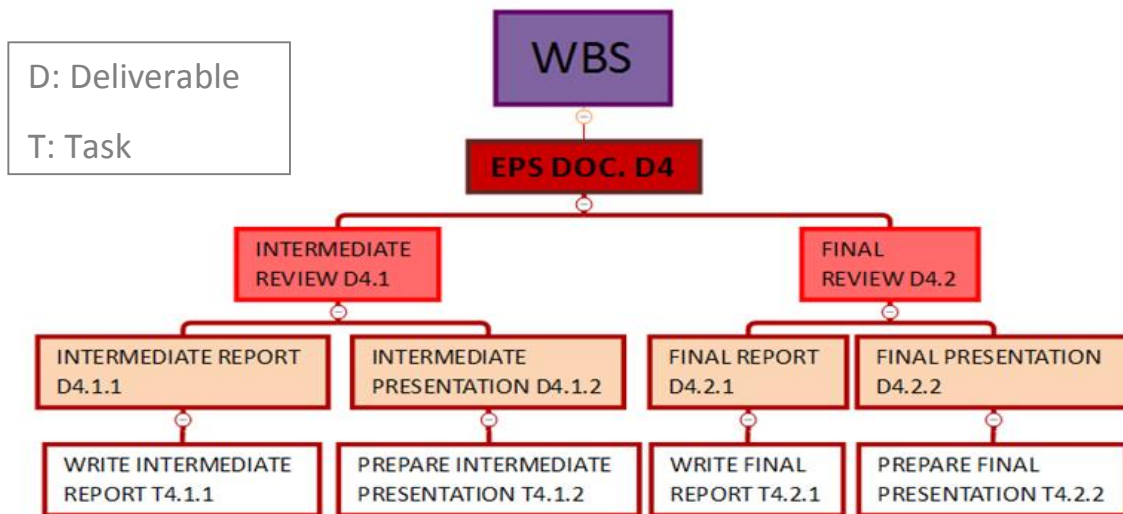 WBS
D: Deliverable
T: Task
EPS DOC. D4
INTERMEDIATE
REVIEW D4.1
FINAL
REVIEW D4.2
INTERMEDIATE REPORT
D4.1.1
INTERMEDIATE
PRESENTATION D4.1.2
FINAL REPORT
D4.2.1
FINAL PRESENTATION
D4.2.2
WRITE INTERMEDIATE
REPORT T4.1.1
PREPARE INTERMEDIATE
PRESENTATION T4.1.2
WRITE FINAL
REPORT T4.2.1
PREPARE FINAL
PRESENTATION T4.2.2